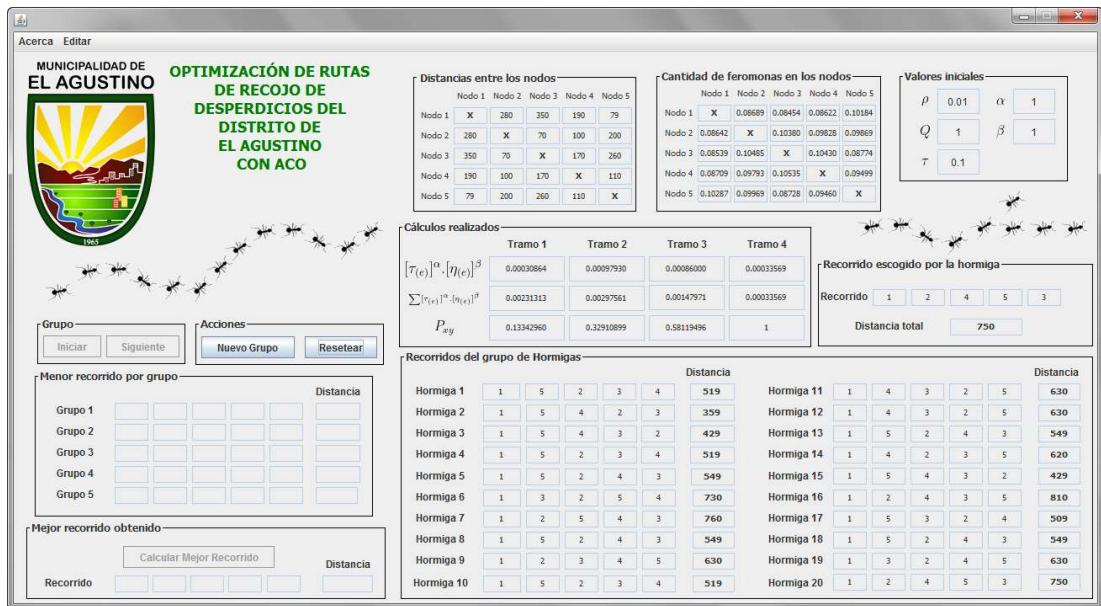 Acerca Editar
MUNICIPALIDAD DE
EL AGUSTINO
1965
OPTIMIZACIÓN DE RUTAS
DE RECOJO DE
DESPERDICIOS DEL
DISTRITO DE
EL AGUSTINO
CON ACO
Distancias entre los nodos
Nodo 1 Nodo 2 Nodo 3 Nodo 4 Nodo 5
Nodo 1 X 280 350 190 79
Nodo 2 280 X 70 100 200
Nodo 3 350 70 X 170 260
Nodo 4 190 100 170 X 110
Nodo 5 79 200 260 110 X
Cantidad de feromonas en los nodos
Nodo 1 Nodo 2 Nodo 3 Nodo 4 Nodo 5
Nodo 1 X 0.08689 0.08454 0.08622 0.10184
Nodo 2 0.08642 X 0.10380 0.09828 0.09869
Nodo 3 0.08539 0.10485 X 0.10430 0.08774
Nodo 4 0.08709 0.09793 0.10535 X 0.09499
Nodo 5 0.10287 0.09969 0.08728 0.09460 X
Valores iniciales
ρ 0.01 α 1
Q 1 β 1
τ 0.1
Cálculos realizados
Tramo 1 Tramo 2 Tramo 3 Tramo 4
[τ(e)]^α.[η(e)]^β 0.00030864 0.00097930 0.00086000 0.00033569
∑[τ(e)]^α.[η(e)]^β 0.00231313 0.00297561 0.00147971 0.00033569
Pxy 0.13342960 0.32910899 0.58119496 1
Recorrido escogido por la hormiga
Recorrido 1 2 4 5 3
Distancia total 750
Grupo
Iniciar Siguiente
Acciones
Nuevo Grupo Resetear
Menor recorrido por grupo
Distancia
Grupo 1
Grupo 2
Grupo 3
Grupo 4
Grupo 5
Mejor recorrido obtenido
Calcular Mejor Recorrido
Distancia
Recorrido
Recorridos del grupo de Hormigas
Distancia
Hormiga 1 1 5 2 3 4 519
Hormiga 2 1 5 4 2 3 359
Hormiga 3 1 5 4 3 2 429
Hormiga 4 1 5 2 3 4 519
Hormiga 5 1 5 2 4 3 549
Hormiga 6 1 3 2 5 4 730
Hormiga 7 1 2 5 4 3 760
Hormiga 8 1 5 2 4 3 549
Hormiga 9 1 2 3 4 5 630
Hormiga 10 1 5 2 3 4 519
Distancia
Hormiga 11 1 4 3 2 5 630
Hormiga 12 1 4 3 2 5 630
Hormiga 13 1 5 2 4 3 549
Hormiga 14 1 4 2 3 5 620
Hormiga 15 1 5 4 3 2 429
Hormiga 16 1 2 4 3 5 810
Hormiga 17 1 5 3 2 4 509
Hormiga 18 1 5 2 4 3 549
Hormiga 19 1 3 2 4 5 630
Hormiga 20 1 2 4 5 3 750